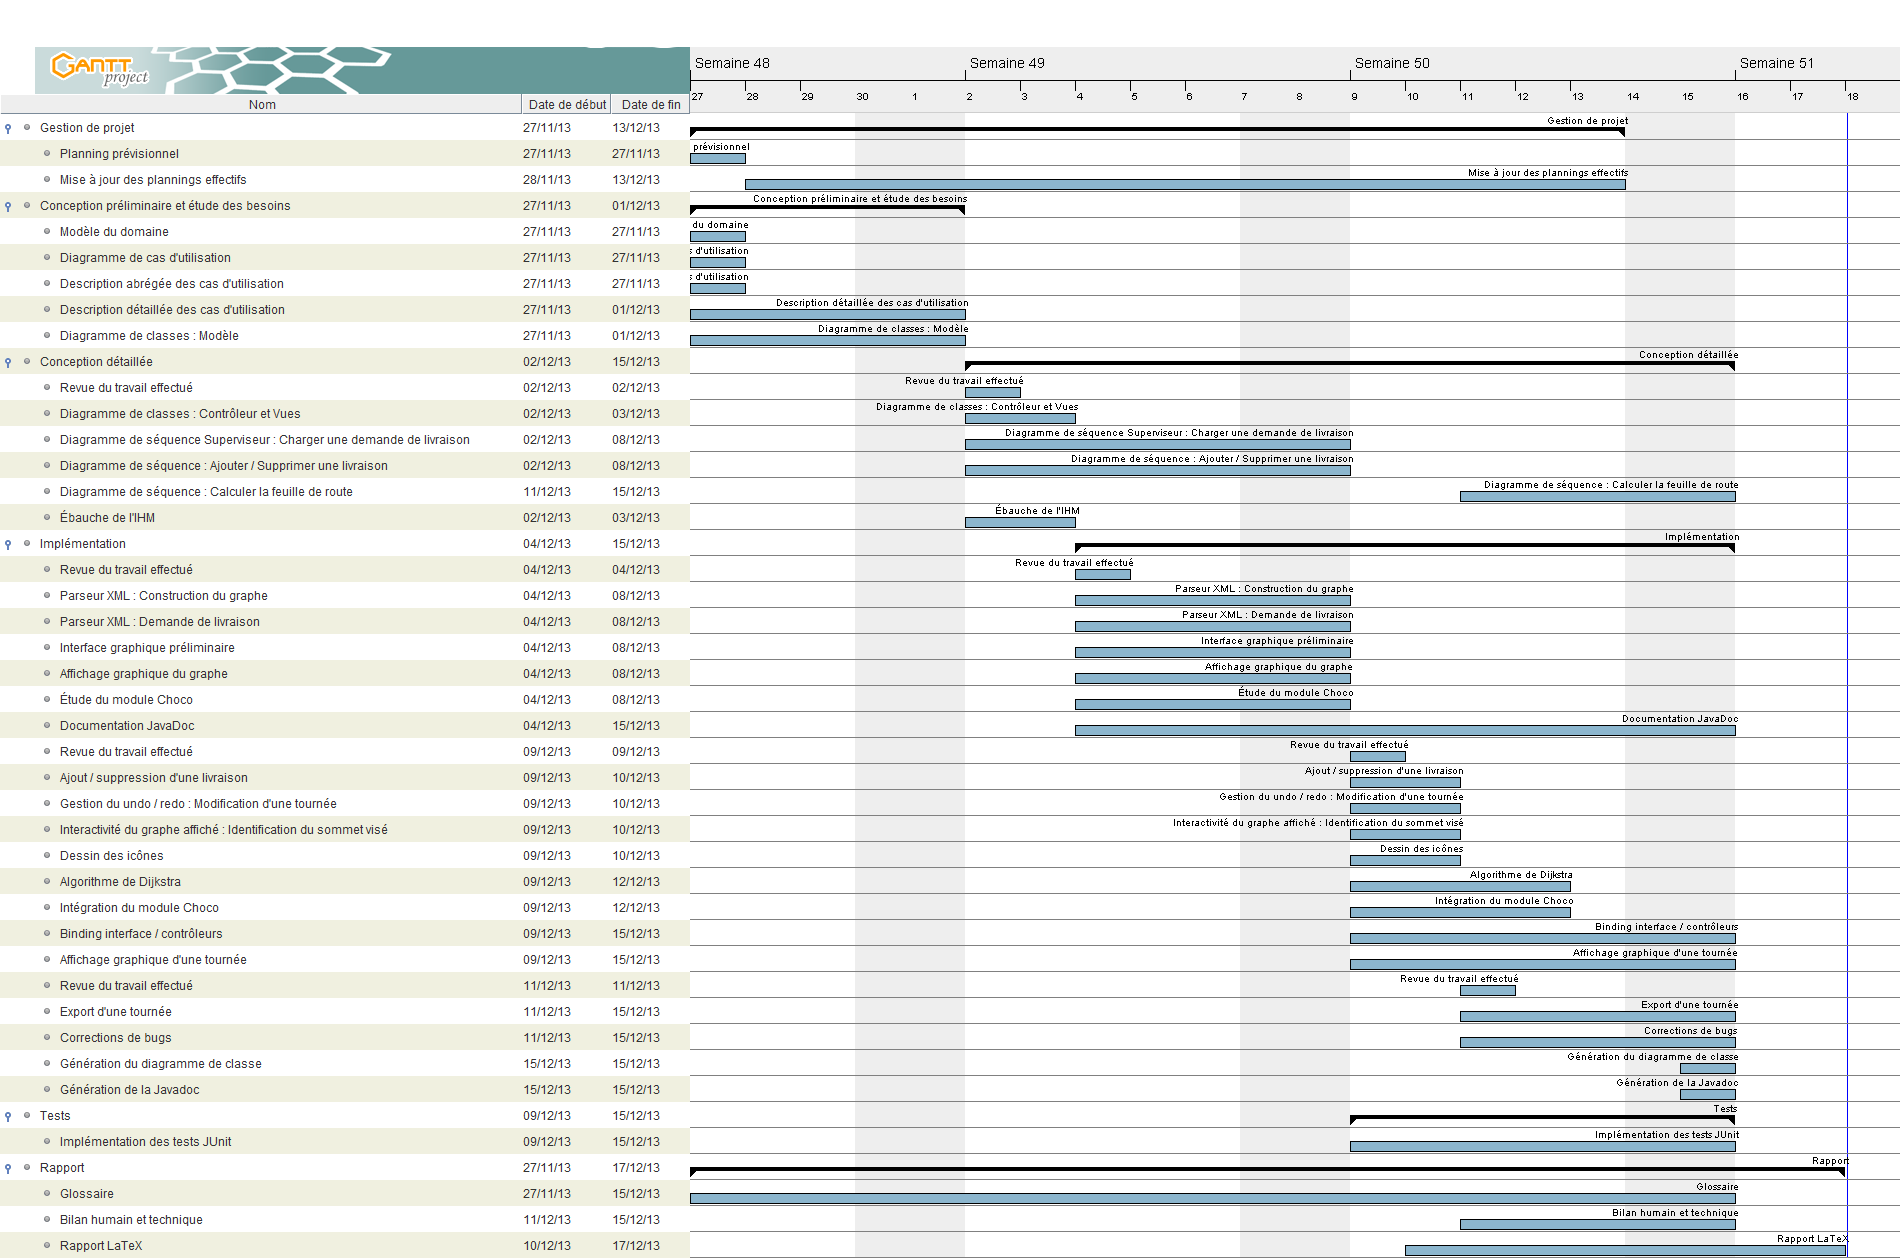 GANTT
project
Semaine 48 Semaine 49 Semaine 50 Semaine 51
27 28 29 30 1 2 3 4 5 6 7 8 9 10 11 12 13 14 15 16 17 18
Nom Date de début Date de fin
Gestion de projet 27/11/13 13/12/13 Gestion de projet
Planning prévisionnel 27/11/13 27/11/13 prévisionnel
Mise à jour des plannings effectifs 28/11/13 13/12/13 Mise à jour des plannings effectifs
Conception préliminaire et étude des besoins 27/11/13 01/12/13 Conception préliminaire et étude des besoins
Modèle du domaine 27/11/13 27/11/13 du domaine
Diagramme de cas d'utilisation 27/11/13 27/11/13 s d'utilisation
Description abrégée des cas d'utilisation 27/11/13 27/11/13 s d'utilisation
Description détaillée des cas d'utilisation 27/11/13 01/12/13 Description détaillée des cas d'utilisation
Diagramme de classes : Modèle 27/11/13 01/12/13 Diagramme de classes : Modèle
Conception détaillée 02/12/13 15/12/13 Conception détaillée
Revue du travail effectué 02/12/13 02/12/13 Revue du travail effectué
Diagramme de classes : Contrôleur et Vues 02/12/13 03/12/13 Diagramme de classes : Contrôleur et Vues
Diagramme de séquence Superviseur : Charger une demande de livraison 02/12/13 08/12/13 Diagramme de séquence Superviseur : Charger une demande de livraison
Diagramme de séquence : Ajouter / Supprimer une livraison 02/12/13 08/12/13 Diagramme de séquence : Ajouter / Supprimer une livraison
Diagramme de séquence : Calculer la feuille de route 11/12/13 15/12/13 Diagramme de séquence : Calculer la feuille de route
Ébauche de l'IHM 02/12/13 03/12/13 Ébauche de l'IHM
Implémentation 04/12/13 15/12/13 Implémentation
Revue du travail effectué 04/12/13 04/12/13 Revue du travail effectué
Parseur XML : Construction du graphe 04/12/13 08/12/13 Parseur XML : Construction du graphe
Parseur XML : Demande de livraison 04/12/13 08/12/13 Parseur XML : Demande de livraison
Interface graphique préliminaire 04/12/13 08/12/13 Interface graphique préliminaire
Affichage graphique du graphe 04/12/13 08/12/13 Affichage graphique du graphe
Étude du module Choco 04/12/13 08/12/13 Étude du module Choco
Documentation JavaDoc 04/12/13 15/12/13 Documentation JavaDoc
Revue du travail effectué 09/12/13 09/12/13 Revue du travail effectué
Ajout / suppression d'une livraison 09/12/13 10/12/13 Ajout / suppression d'une livraison
Gestion du undo / redo : Modification d'une tournée 09/12/13 10/12/13 Gestion du undo / redo : Modification d'une tournée
Interactivité du graphe affiché : Identification du sommet visé 09/12/13 10/12/13 Interactivité du graphe affiché : Identification du sommet visé
Dessin des icônes 09/12/13 10/12/13 Dessin des icônes
Algorithme de Dijkstra 09/12/13 12/12/13 Algorithme de Dijkstra
Intégration du module Choco 09/12/13 12/12/13 Intégration du module Choco
Binding interface / contrôleurs 09/12/13 15/12/13 Binding interface / contrôleurs
Affichage graphique d'une tournée 09/12/13 15/12/13 Affichage graphique d'une tournée
Revue du travail effectué 11/12/13 11/12/13 Revue du travail effectué
Export d'une tournée 11/12/13 15/12/13 Export d'une tournée
Corrections de bugs 11/12/13 15/12/13 Corrections de bugs
Génération du diagramme de classe 15/12/13 15/12/13 Génération du diagramme de classe
Génération de la Javadoc 15/12/13 15/12/13 Génération de la Javadoc
Tests 09/12/13 15/12/13 Tests
Implémentation des tests JUnit 09/12/13 15/12/13 Implémentation des tests JUnit
Rapport 27/11/13 17/12/13 Rapport
Glossaire 27/11/13 15/12/13 Glossaire
Bilan humain et technique 11/12/13 15/12/13 Bilan humain et technique
Rapport LaTeX 10/12/13 17/12/13 Rapport LaTeX